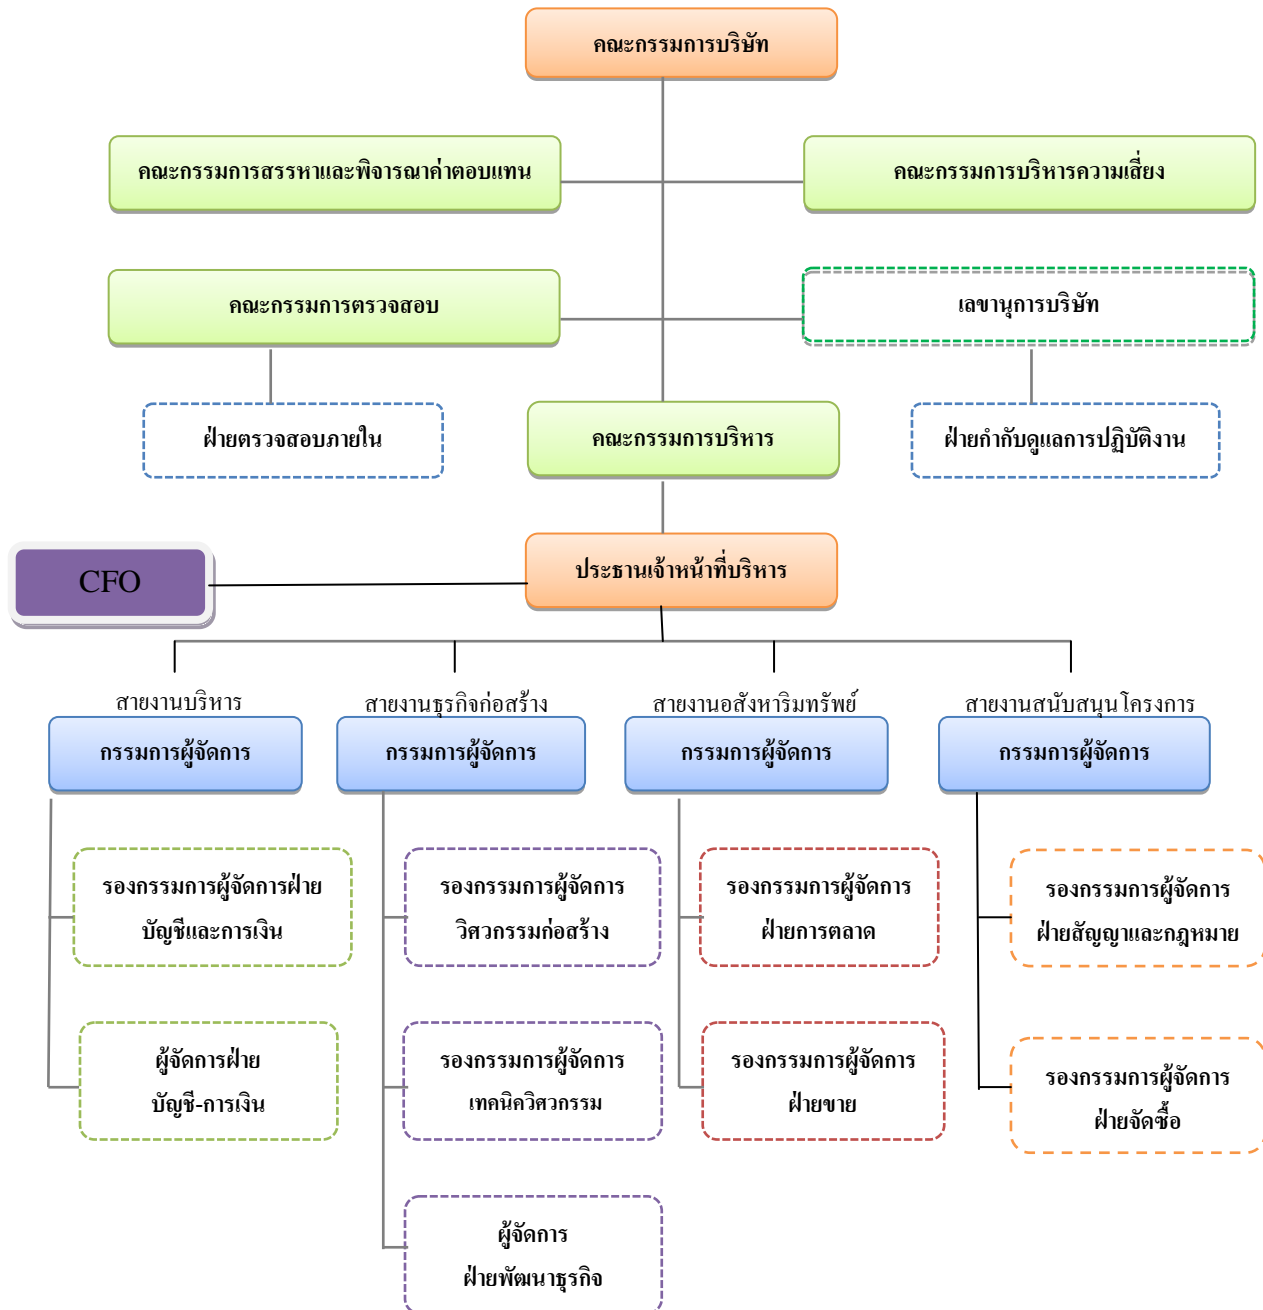 คณะกรรมการบริษัท
คณะกรรมการสรรหาและพิจารณาค่าตอบแทน
คณะกรรมการบริหารความเสี่ยง
คณะกรรมการตรวจสอบ
เลขานุการบริษัท
ฝ่ายตรวจสอบภายใน
คณะกรรมการบริหาร
ฝ่ายกำกับดูแลการปฏิบัติงาน
CFO
ประธานเจ้าหน้าที่บริหาร
สายงานบริหาร
สายงานธุรกิจก่อสร้าง
สายงานอสังหาริมทรัพย์
สายงานสนับสนุนโครงการ
กรรมการผู้จัดการ
กรรมการผู้จัดการ
กรรมการผู้จัดการ
กรรมการผู้จัดการ
รองกรรมการผู้จัดการฝ่าย
บัญชีและการเงิน
รองกรรมการผู้จัดการ
วิศวกรรมก่อสร้าง
รองกรรมการผู้จัดการ
ฝ่ายการตลาด
รองกรรมการผู้จัดการ
ฝ่ายสัญญาและกฎหมาย
ผู้จัดการฝ่าย
บัญชี-การเงิน
รองกรรมการผู้จัดการ
เทคนิควิศวกรรม
รองกรรมการผู้จัดการ
ฝ่ายขาย
รองกรรมการผู้จัดการ
ฝ่ายจัดซื้อ
ผู้จัดการ
ฝ่ายพัฒนาธุรกิจ